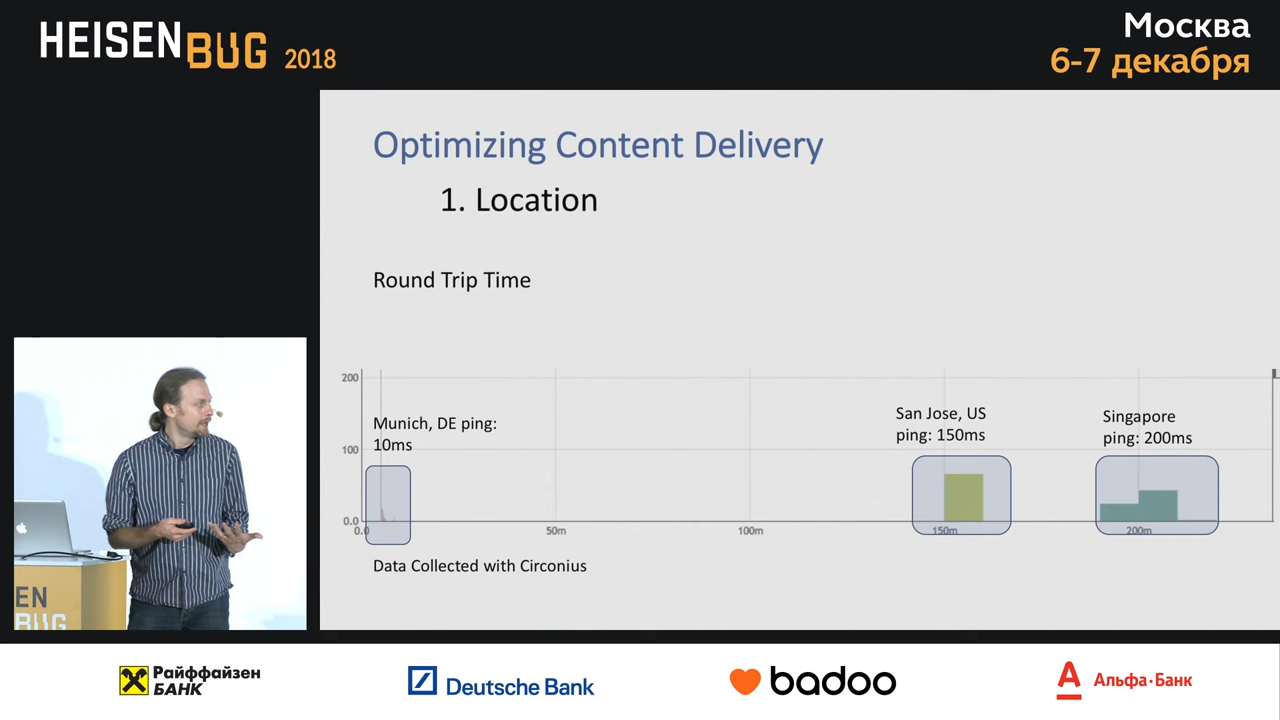 HEISENBUG 2018
Москва
6-7 декабря
Optimizing Content Delivery
1. Location
Round Trip Time
200
100
0.0
Munich, DE ping:
10ms
San Jose, US
ping: 150ms
Singapore
ping: 200ms
0.0
50m
100m
150m
200m
Data Collected with Circonius
EN
BUG
Райффайзен
БАНК
Deutsche Bank
badoo
Альфа·Банк